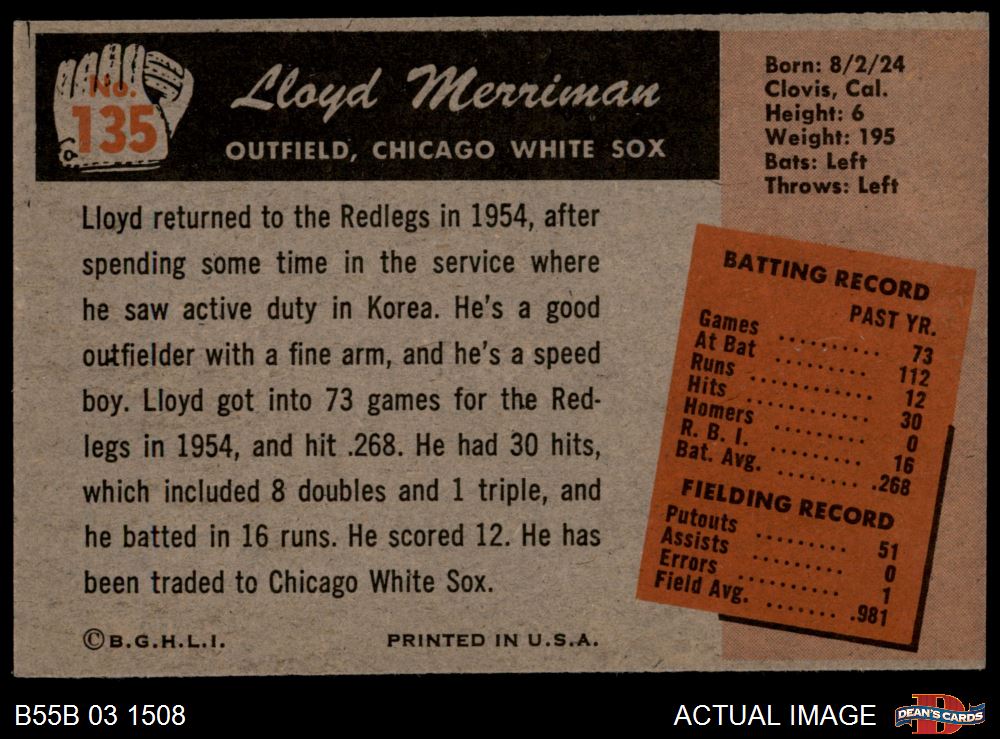 No.
135
Lloyd Merriman
OUTFIELD, CHICAGO WHITE SOX
Born: 8/2/24
Clovis, Cal.
Height: 6
Weight: 195
Bats: Left
Throws: Left
Lloyd returned to the Redlegs in 1954, after
spending some time in the service where
he saw active duty in Korea. He's a good
outfielder with a fine arm, and he's a speed
boy. Lloyd got into 73 games for the Red-
legs in 1954, and hit .268. He had 30 hits,
which included 8 doubles and 1 triple, and
he batted in 16 runs. He scored 12. He has
been traded to Chicago White Sox.
BATTING RECORD
PAST YR.
Games .......... 73
At Bat ......... 112
Runs ........... 12
Hits ............ 30
Homers ......... 0
R. B. I. ......... 16
Bat. Avg. ........ .268
FIELDING RECORD
Putouts ......... 51
Assists ......... 0
Errors ......... 1
Field Avg. ....... .981
©B.G.H.L.I.
PRINTED IN U.S.A.
B55B 03 1508
ACTUAL IMAGE
D
DEAN'S CARDS